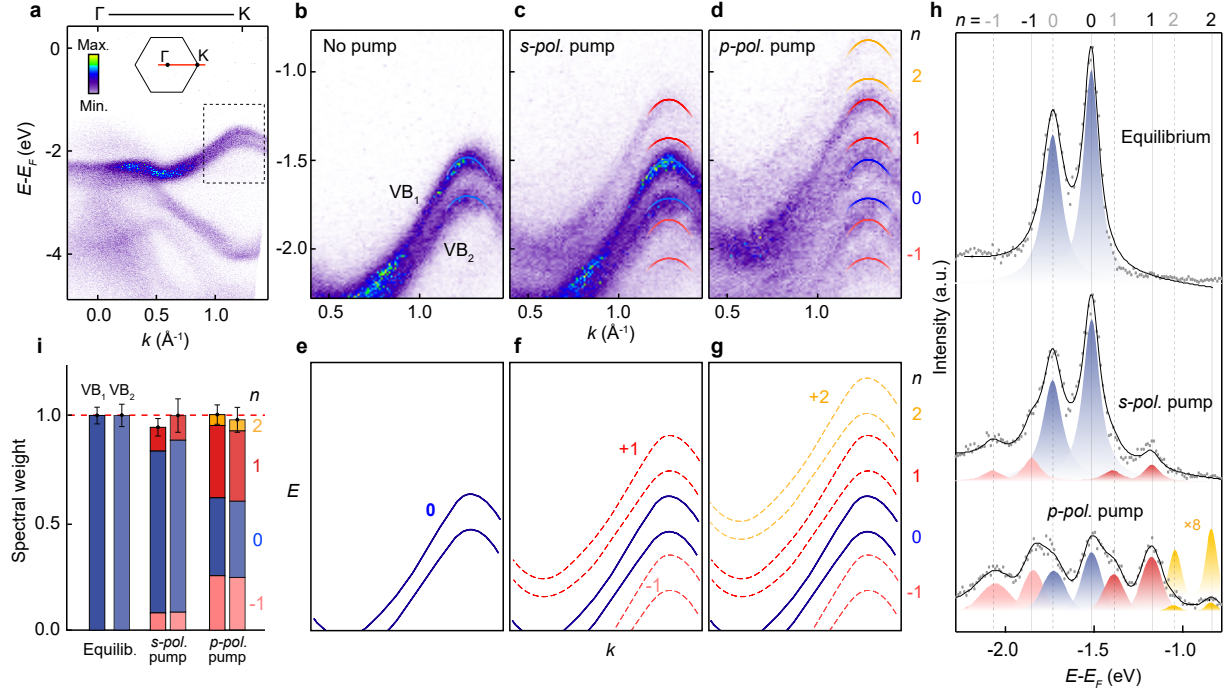 a
Γ K
0
-2
-4
E-E_F (eV)
Max.
Min.
Γ
K
0.0 0.5 1.0
k (Å⁻¹)
b
No pump
-1.0
-1.5
-2.0
VB₁
VB₂
0.5 1.0
c
s-pol. pump
0.5 1.0
k (Å⁻¹)
d
p-pol. pump
0.5 1.0
n
2
1
0
-1
e
E
0
f
+1
-1
k
g
+2
n
2
1
0
-1
h
n = -1 -1 0 0 1 1 2 2
Equilibrium
s-pol. pump
p-pol. pump
×8
Intensity (a.u.)
-2.0 -1.5 -1.0
E-E_F (eV)
i
VB₁ VB₂
1.0
0.5
0.0
Spectral weight
2
1
0
-1
Equilib.
s-pol.
pump
p-pol.
pump